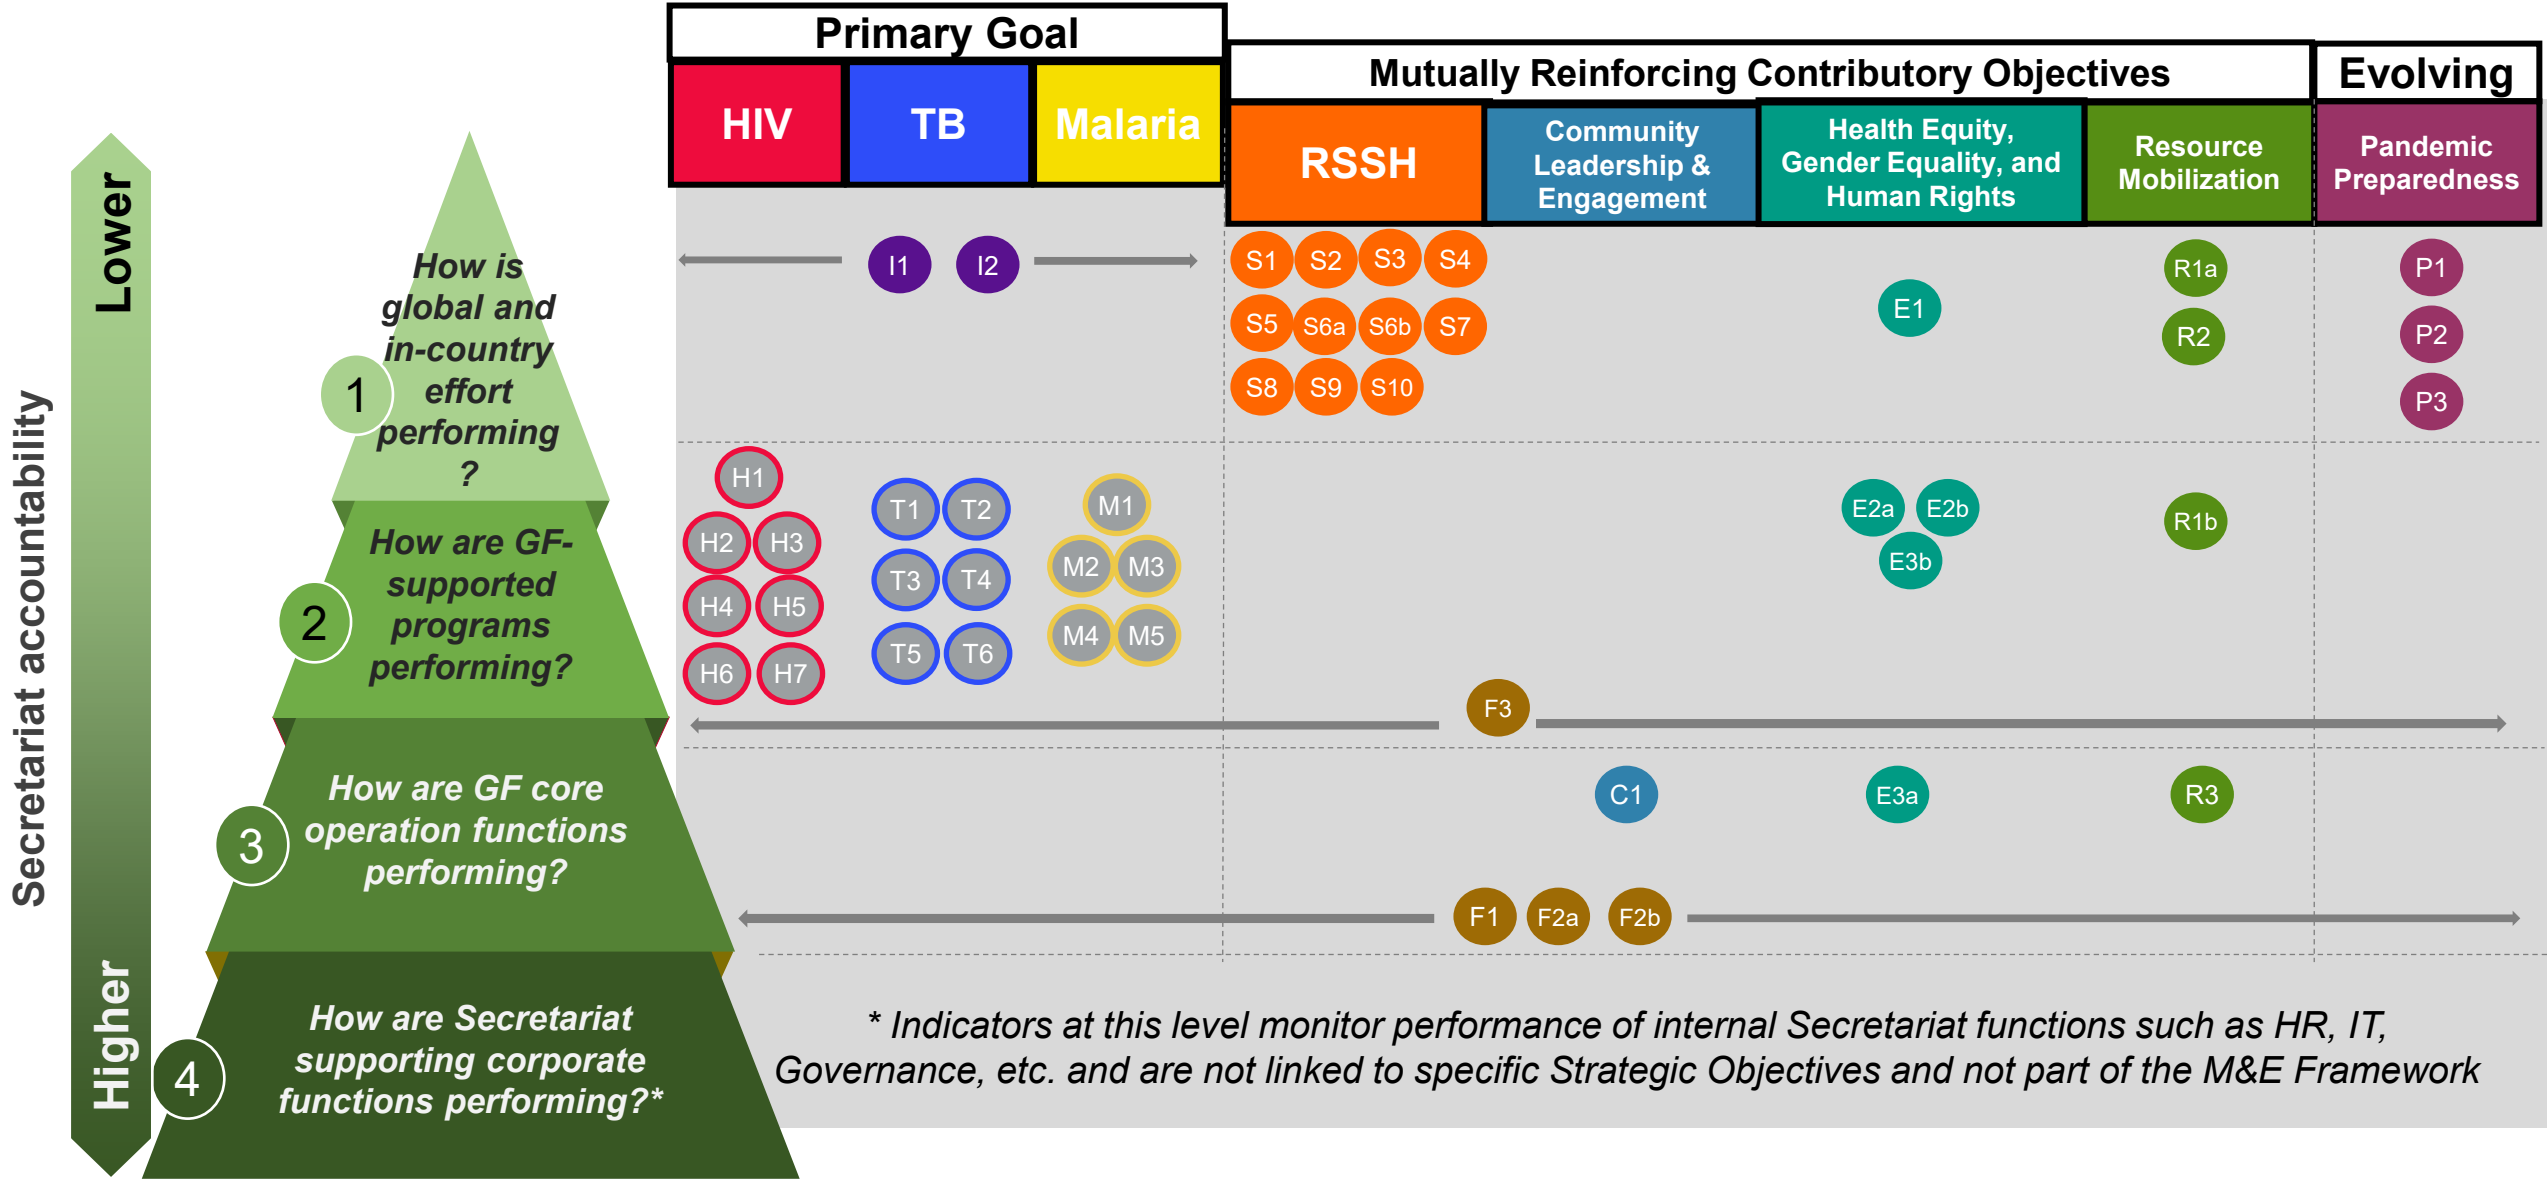 Primary Goal
Mutually Reinforcing Contributory Objectives
Evolving
HIV
TB
Malaria
RSSH
Community
Leadership &
Engagement
Health Equity,
Gender Equality, and
Human Rights
Resource
Mobilization
Pandemic
Preparedness
Secretariat accountability
Lower
Higher
1
How is
global and
in-country
effort
performing
?
I1 I2
S1 S2 S3 S4
S5 S6a S6b S7
S8 S9 S10
E1
R1a
R2
P1
P2
P3
2
How are GF-
supported
programs
performing?
H1
H2 H3
H4 H5
H6 H7
T1 T2
T3 T4
T5 T6
M1
M2 M3
M4 M5
E2a E2b
E3b
R1b
F3
3
How are GF core
operation functions
performing?
C1
E3a
R3
F1 F2a F2b
4
How are Secretariat
supporting corporate
functions performing?*
* Indicators at this level monitor performance of internal Secretariat functions such as HR, IT,
Governance, etc. and are not linked to specific Strategic Objectives and not part of the M&E Framework